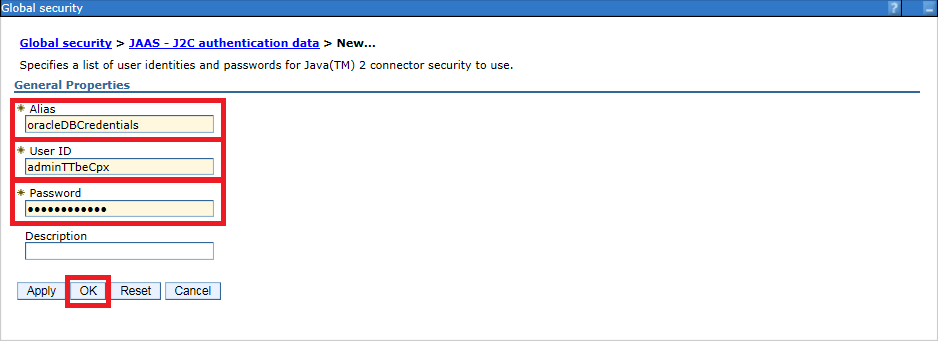 Global security
?
Global security > JAAS - J2C authentication data > New...
Specifies a list of user identities and passwords for Java(TM) 2 connector security to use.
General Properties
Alias
oracleDBCredentials
User ID
adminTTbeCpx
Password
••••••••••••
Description
Apply OK Reset Cancel